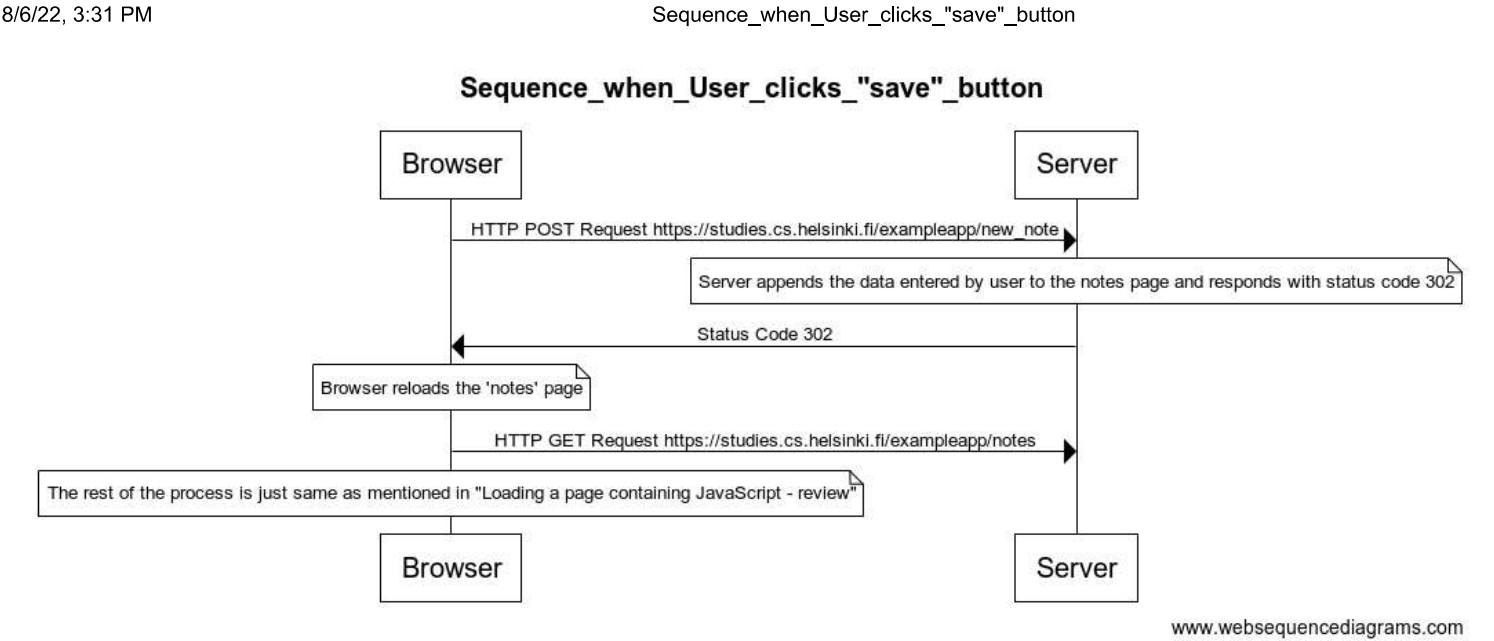 8/6/22, 3:31 PM
Sequence_when_User_clicks_"save"_button
Sequence_when_User_clicks_"save"_button
Browser
Server
HTTP POST Request https://studies.cs.helsinki.fi/exampleapp/new_note
Server appends the data entered by user to the notes page and responds with status code 302
Status Code 302
Browser reloads the 'notes' page
HTTP GET Request https://studies.cs.helsinki.fi/exampleapp/notes
The rest of the process is just same as mentioned in "Loading a page containing JavaScript - review"
Browser
Server
www.websequencediagrams.com